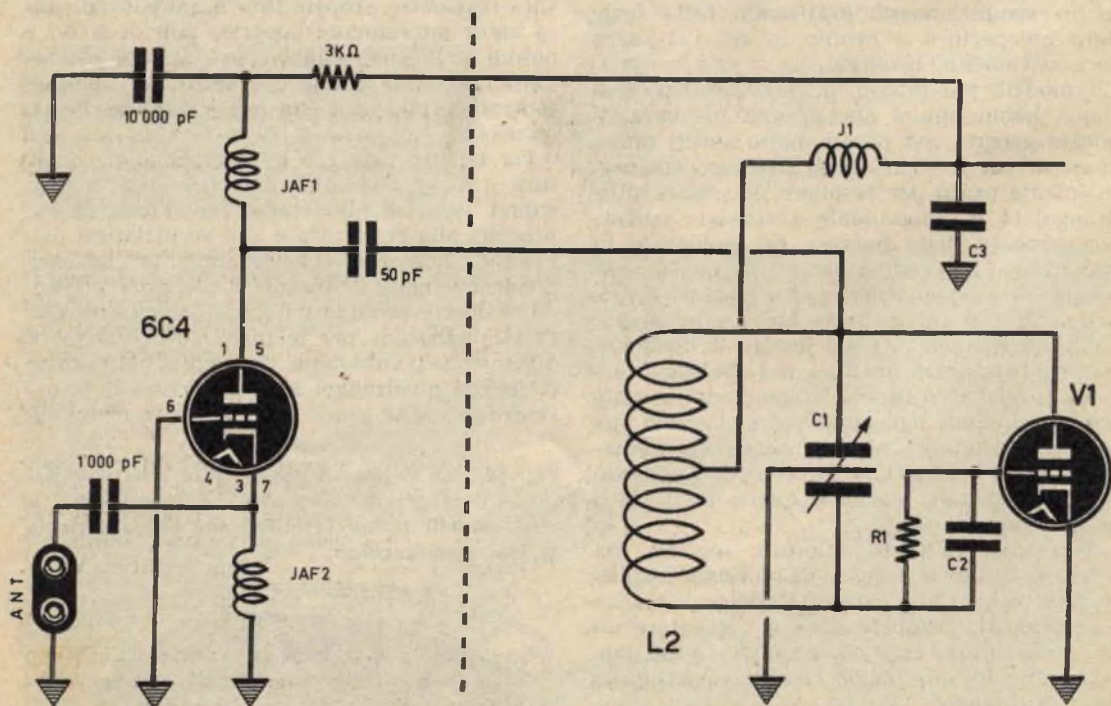 3KΩ
10'000 pF
J1
JAF1
C3
50 pF
6C4
1 5
V1
6
C1
1'000 pF
4
3 7
R1
C2
JAF2
ANT.
L2